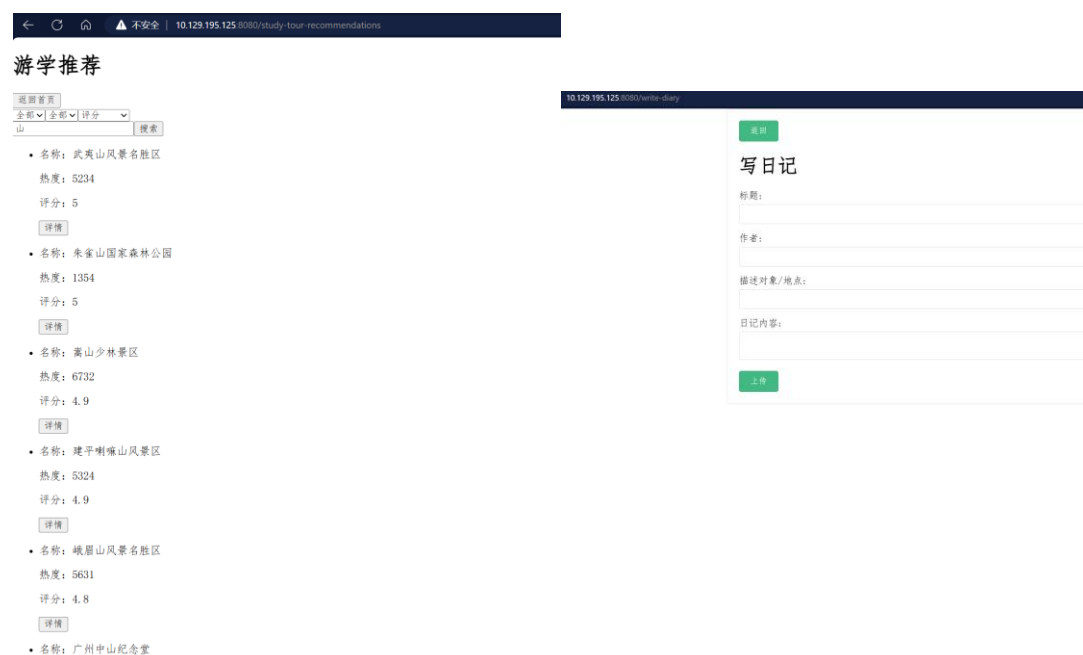 不安全 | 10.129.195.125:8080/study-tour-recommendations
游学推荐
返回首页
全部 全部 评分
山 搜索
• 名称：武夷山风景名胜区
热度：5234
评分：5
详情
• 名称：朱雀山国家森林公园
热度：1354
评分：5
详情
• 名称：嵩山少林景区
热度：6732
评分：4.9
详情
• 名称：建平喇嘛山风景区
热度：5324
评分：4.9
详情
• 名称：峨眉山风景名胜区
热度：5631
评分：4.8
详情
• 名称：广州中山纪念堂
10.129.195.125:8080/write-diary
返回
写日记
标题：
作者：
描述对象/地点：
日记内容：
上传